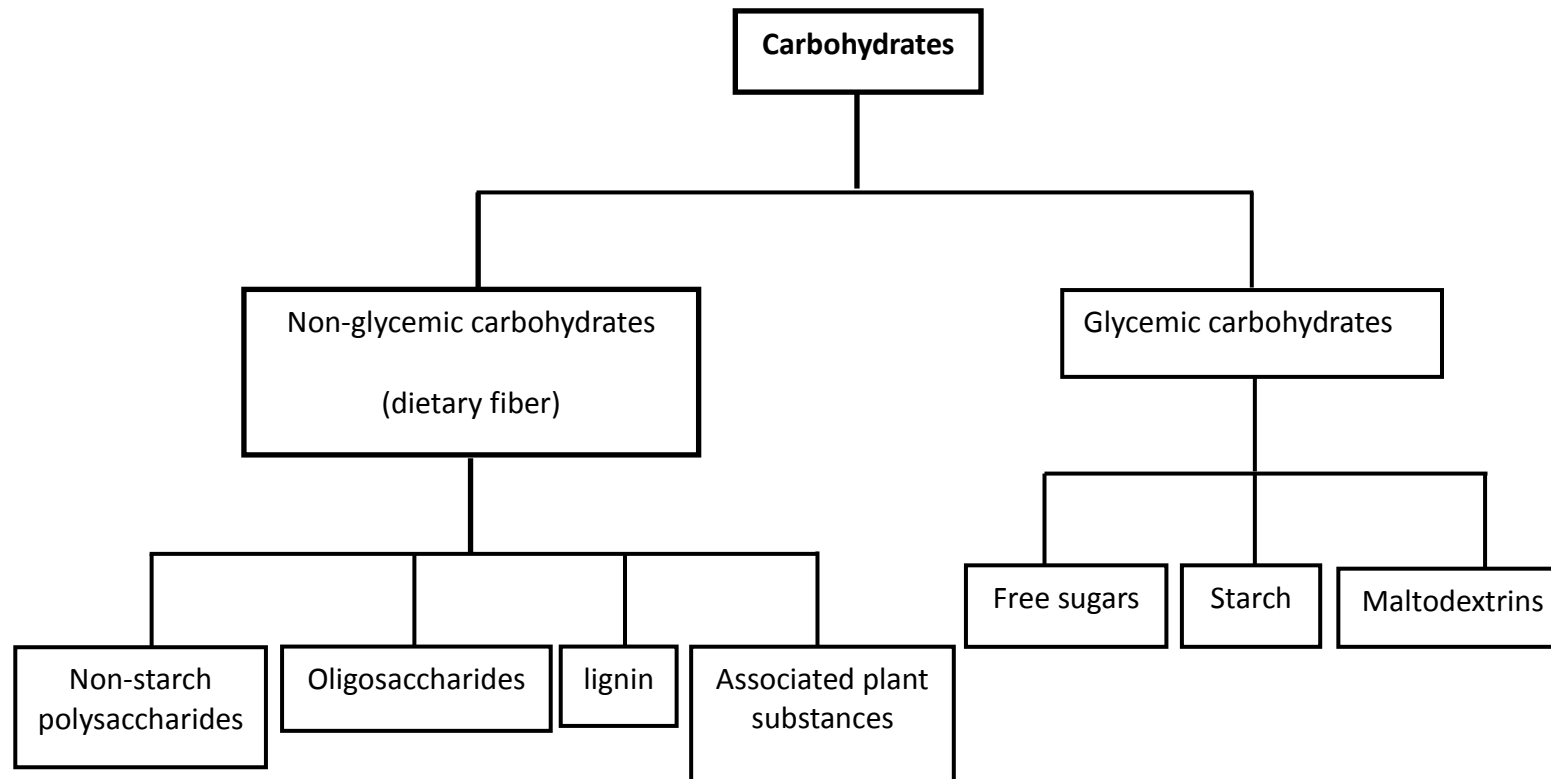 Carbohydrates
Non-glycemic carbohydrates
(dietary fiber)
Glycemic carbohydrates
Free sugars
Starch
Maltodextrins
Non-starch
polysaccharides
Oligosaccharides
lignin
Associated plant
substances